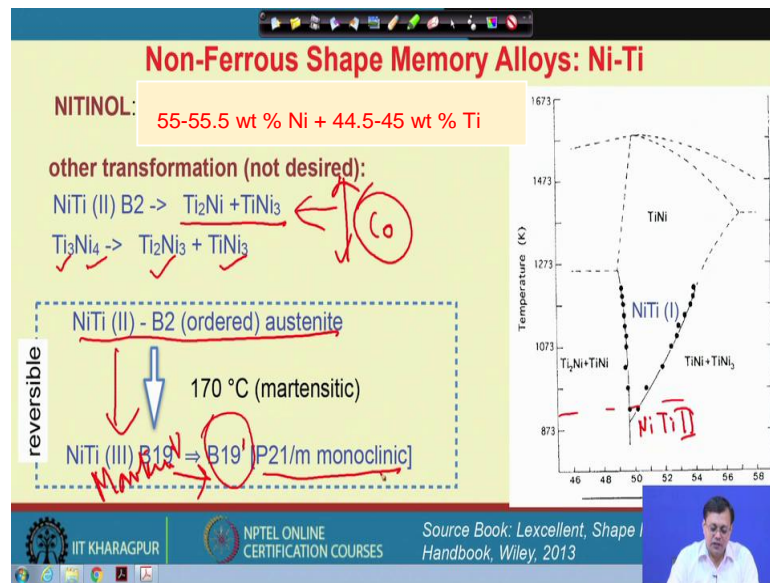 Non-Ferrous Shape Memory Alloys: Ni-Ti
NITINOL:
55-55.5 wt % Ni + 44.5-45 wt % Ti
other transformation (not desired):
NiTi (II) B2 -> Ti₂Ni +TiNi₃
Co
Ti₃Ni₄ -> Ti₂Ni₃ + TiNi₃
reversible
NiTi (II) - B2 (ordered) austenite
170 °C (martensitic)
NiTi (III) B19 ⇒ B19' [P21/m monoclinic]
Temperature (K)
1673
1473
1273
1073
873
TiNi
NiTi (I)
Ti₂Ni+TiNi
TiNi+TiNi₃
NiTiII
46 48 50 52 54 56 58
IIT KHARAGPUR
NPTEL ONLINE
CERTIFICATION COURSES
Source Book: Lexcellent, Shape
Handbook, Wiley, 2013